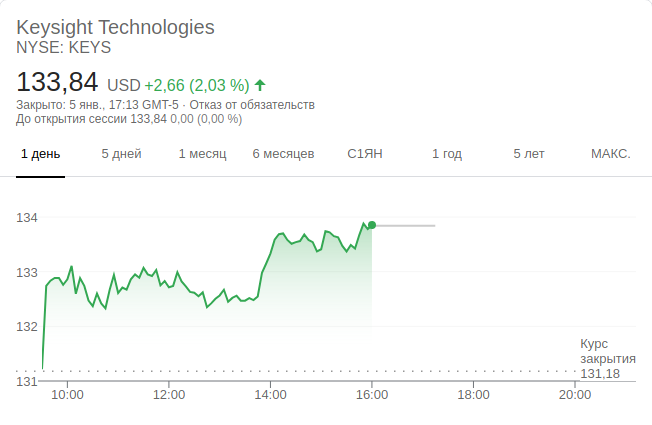 Keysight Technologies
NYSE: KEYS
133,84 USD +2,66 (2,03 %)
Закрыто: 5 янв., 17:13 GMT-5 · Отказ от обязательств
До открытия сессии 133,84 0,00 (0,00 %)
1 день 5 дней 1 месяц 6 месяцев С1ЯН 1 год 5 лет МАКС.
134
133
132
Курс
закрытия
131,18
131
10:00 12:00 14:00 16:00 18:00 20:00